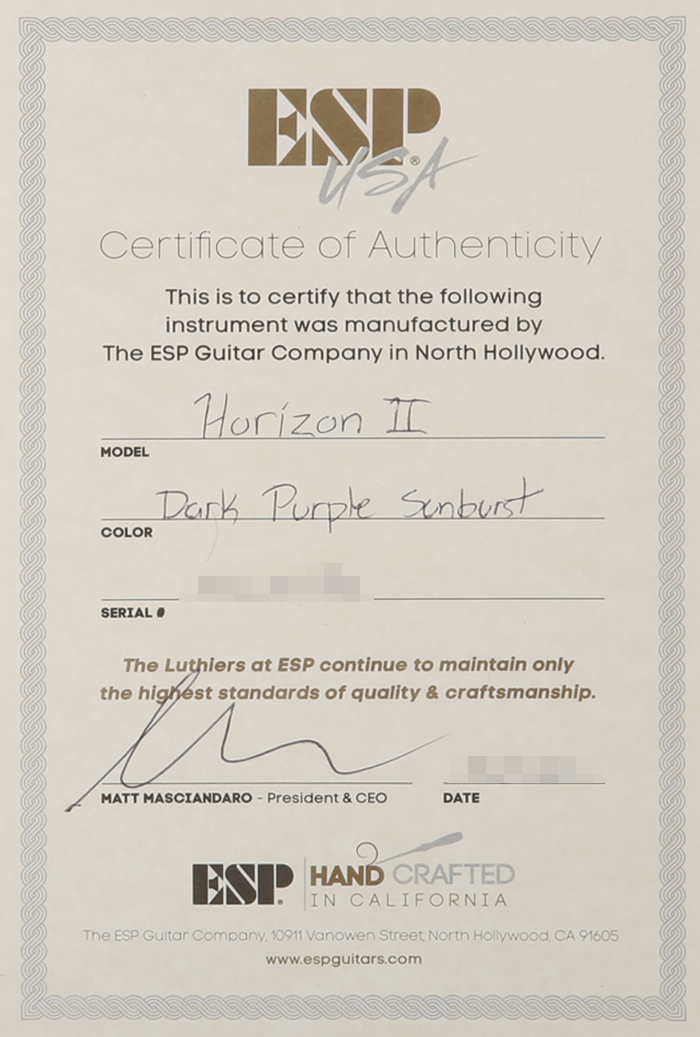 ESP®
USA
Certificate of Authenticity
This is to certify that the following
instrument was manufactured by
The ESP Guitar Company in North Hollywood.
Horizon II
MODEL
Dark Purple Sunburst
COLOR
SERIAL #
The Luthiers at ESP continue to maintain only
the highest standards of quality & craftsmanship.
MATT MASCIANDARO - President & CEO
DATE
ESP®
HAND CRAFTED
IN CALIFORNIA
The ESP Guitar Company, 10911 Vanowen Street, North Hollywood, CA 91605
www.espguitars.com